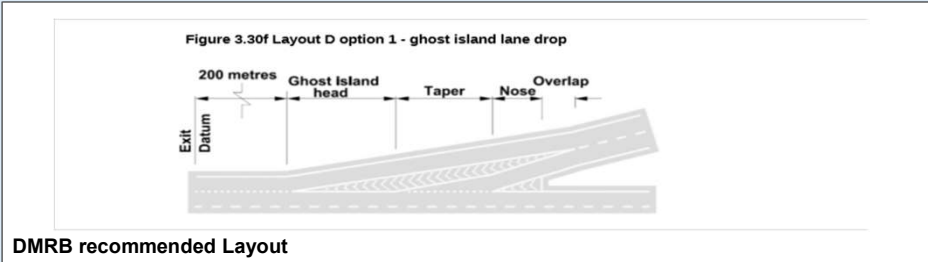 Figure 3.30f Layout D option 1 - ghost island lane drop
200 metres
Ghost Island
head
Taper
Nose
Overlap
Exit
Datum
DMRB recommended Layout